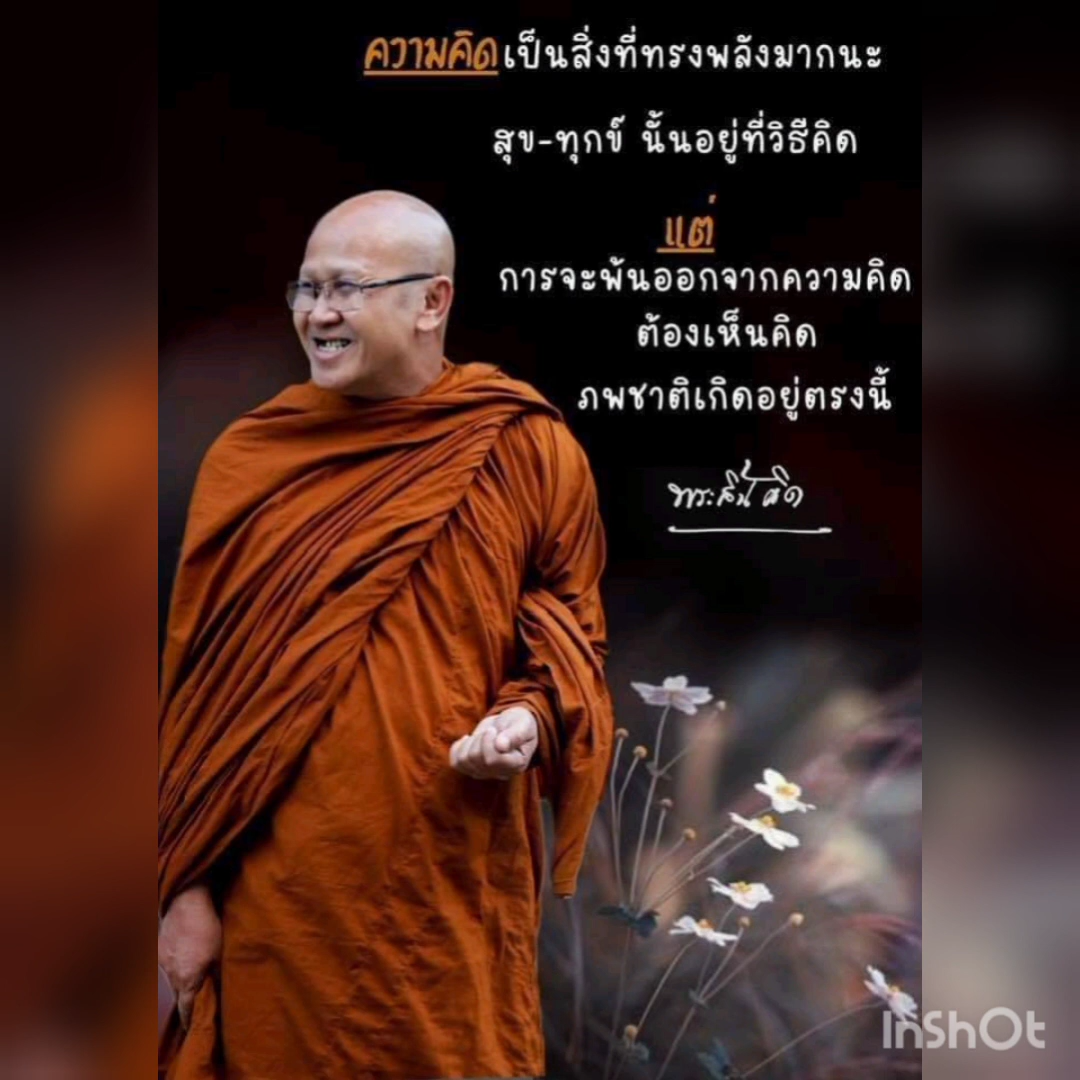 ความคิดเป็นสิ่งที่ทรงพลังมากนะ
สุข-ทุกข์ นั้นอยู่ที่วิธีคิด
แต่
การจะพ้นออกจากความคิด
ต้องเห็นคิด
ภพชาติเกิดอยู่ตรงนี้
พระสิ้นคิด
InShOt